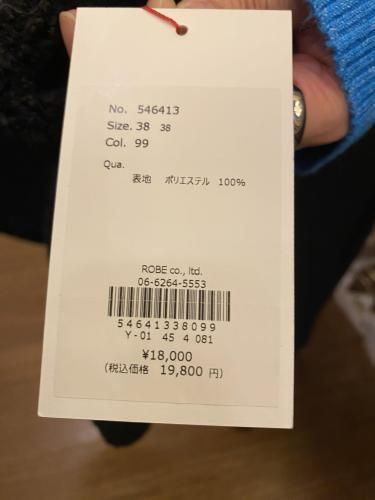 No. 546413
Size. 38 38
Col. 99
Qua.
表地 ポリエステル 100%
ROBE co., ltd.
06-6264-5553
54641338099
Y-01 45 4 081
¥18,000
(税込価格 19,800 円)